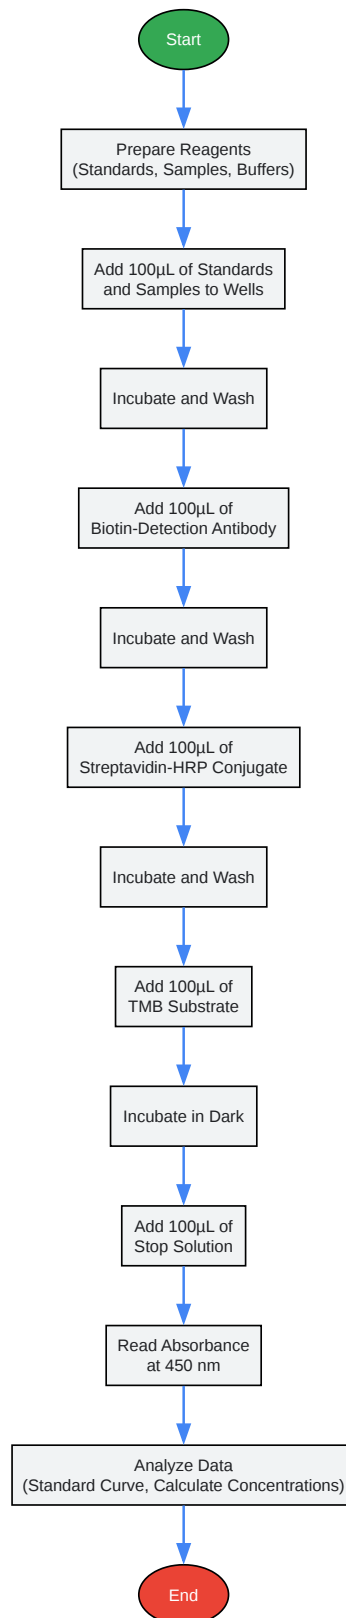 Start
Prepare Reagents
(Standards, Samples, Buffers)
Add 100µL of Standards
and Samples to Wells
Incubate and Wash
Add 100µL of
Biotin-Detection Antibody
Incubate and Wash
Add 100µL of
Streptavidin-HRP Conjugate
Incubate and Wash
Add 100µL of
TMB Substrate
Incubate in Dark
Add 100µL of
Stop Solution
Read Absorbance
at 450 nm
Analyze Data
(Standard Curve, Calculate Concentrations)
End